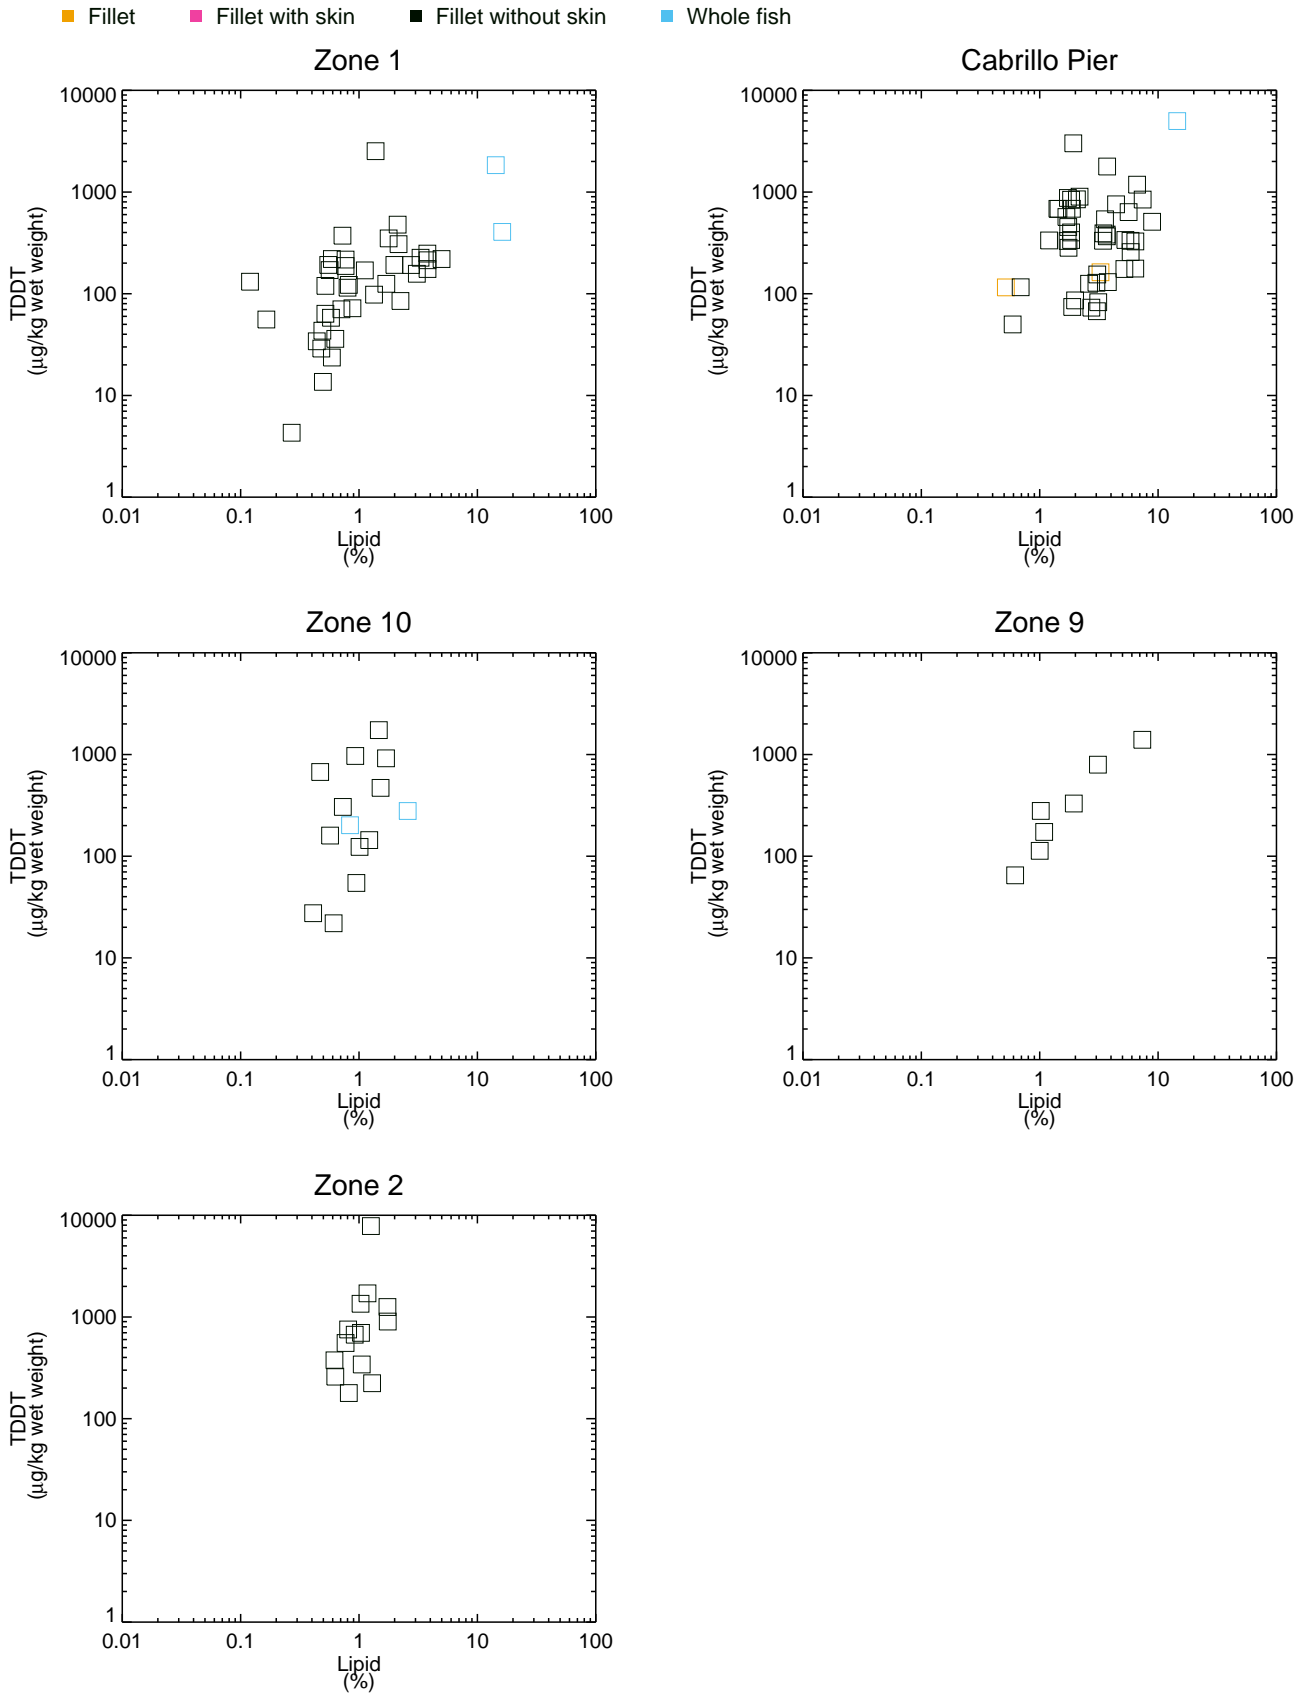 Fillet Fillet with skin Fillet without skin Whole fish
Zone 1
10000
1000
100
10
1
0.01 0.1 1 10 100
TDDT
(µg/kg wet weight)
Lipid
(%)
Cabrillo Pier
10000
1000
100
10
1
0.01 0.1 1 10 100
TDDT
(µg/kg wet weight)
Lipid
(%)
Zone 10
10000
1000
100
10
1
0.01 0.1 1 10 100
TDDT
(µg/kg wet weight)
Lipid
(%)
Zone 9
10000
1000
100
10
1
0.01 0.1 1 10 100
TDDT
(µg/kg wet weight)
Lipid
(%)
Zone 2
10000
1000
100
10
1
0.01 0.1 1 10 100
TDDT
(µg/kg wet weight)
Lipid
(%)